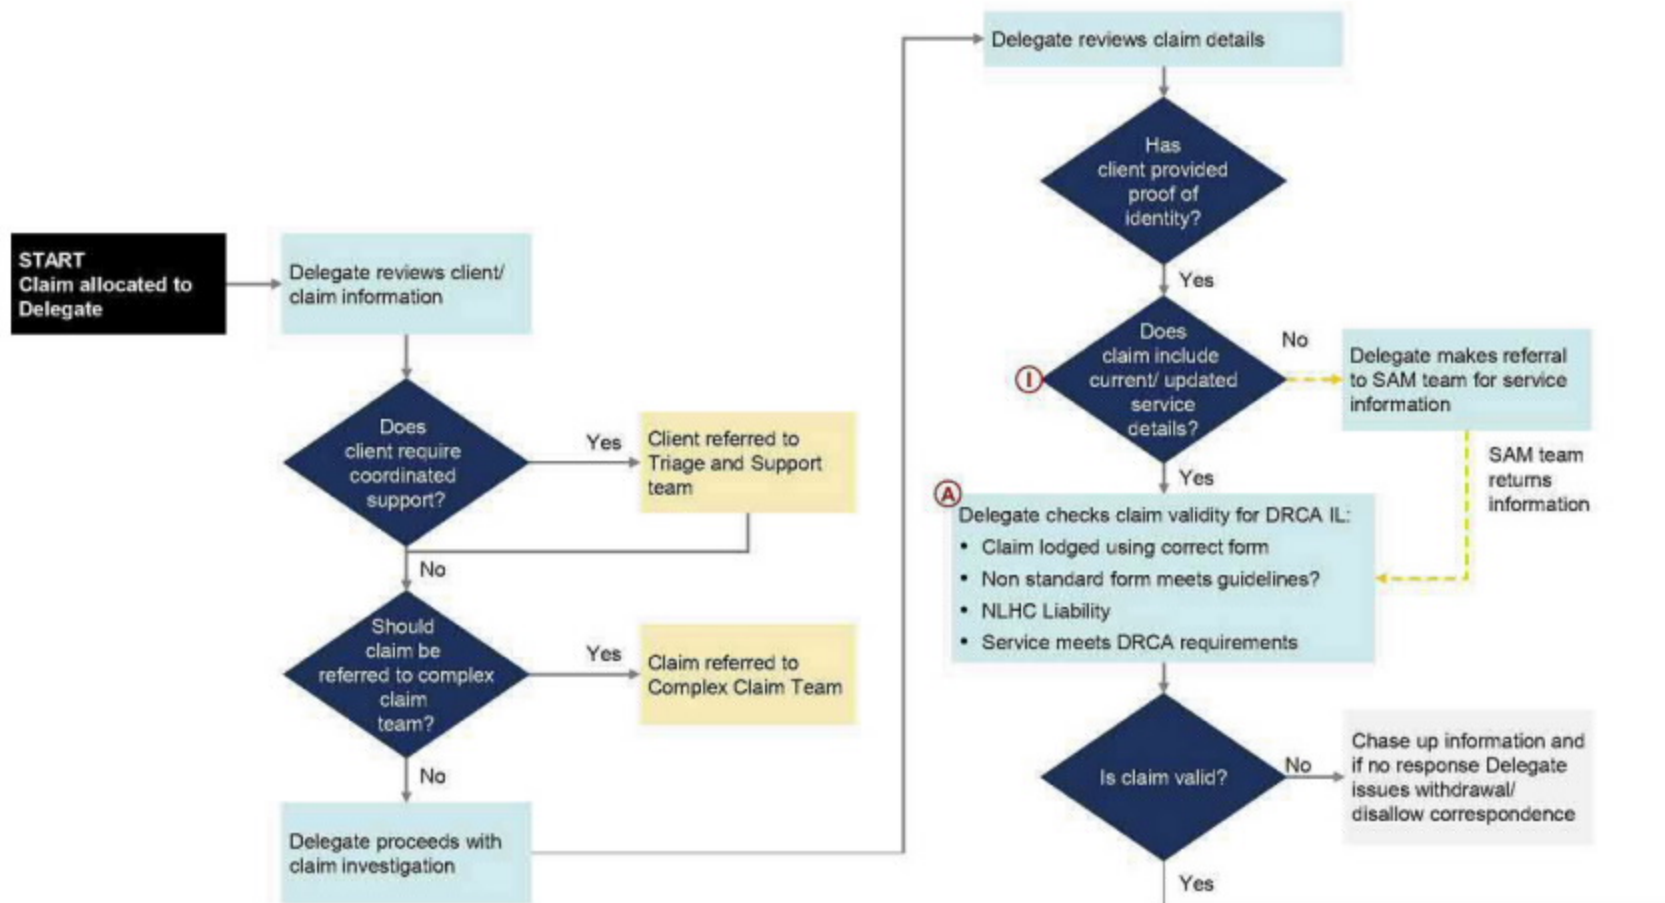 START
Claim allocated to
Delegate
Delegate reviews client/
claim information
Does
client require
coordinated
support?
Yes
Client referred to
Triage and Support
team
No
Should
claim be
referred to complex
claim
team?
Yes
Claim referred to
Complex Claim Team
No
Delegate proceeds with
claim investigation
Delegate reviews claim details
Has
client provided
proof of
identity?
Yes
I
Does
claim include
current/ updated
service
details?
No
Delegate makes referral
to SAM team for service
information
SAM team
returns
information
Yes
A
Delegate checks claim validity for DRCA IL:
• Claim lodged using correct form
• Non standard form meets guidelines?
• NLHC Liability
• Service meets DRCA requirements
Is claim valid?
No
Chase up information and
if no response Delegate
issues withdrawal/
disallow correspondence
Yes